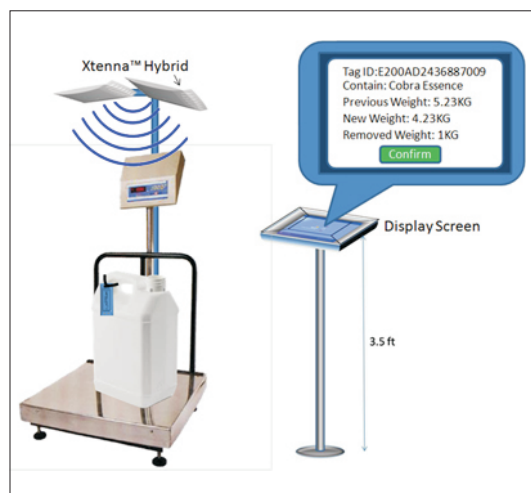 Xtenna™ Hybrid
Tag ID:E200AD2436887009
Contain: Cobra Essence
Previous Weight: 5.23KG
New Weight: 4.23KG
Removed Weight: 1KG
Confirm
Display Screen
3.5 ft